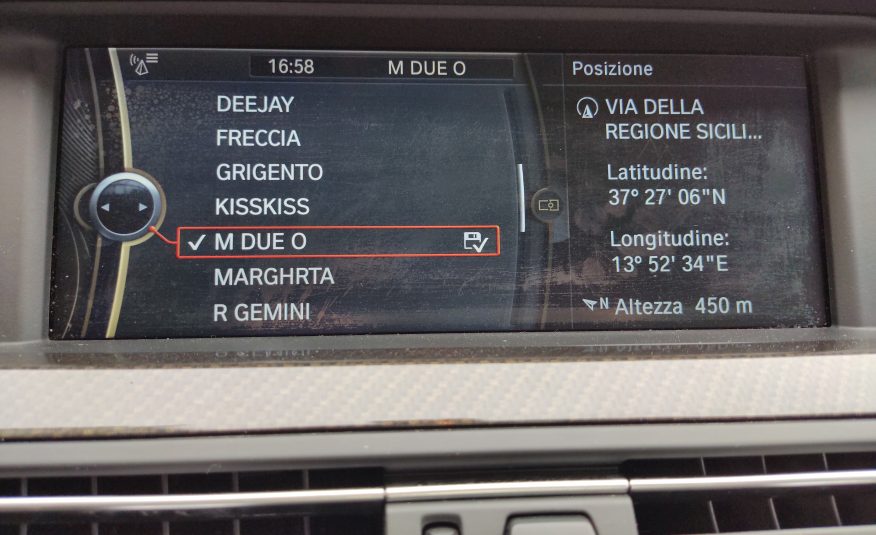 16:58 M DUE O
DEEJAY
FRECCIA
GRIGENTO
KISSKISS
M DUE O
MARGHRTA
R GEMINI
Posizione
VIA DELLA
REGIONE SICILI...
Latitudine:
37° 27' 06"N
Longitudine:
13° 52' 34"E
N Altezza 450 m